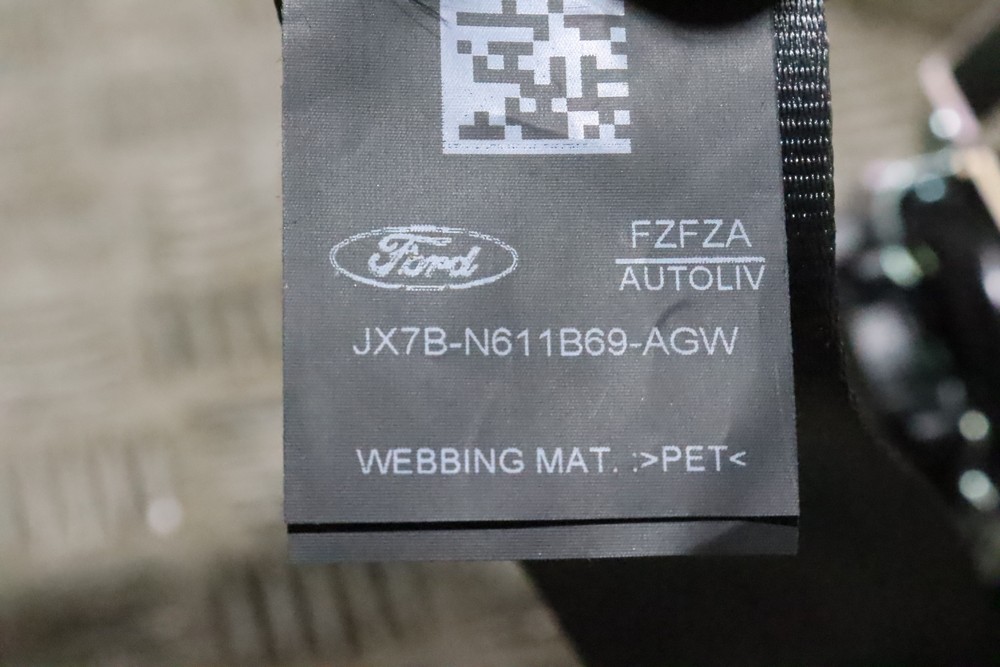 Ford
FZFZA
AUTOLIV
JX7B-N611B69-AGW
WEBBING MAT. :>PET<